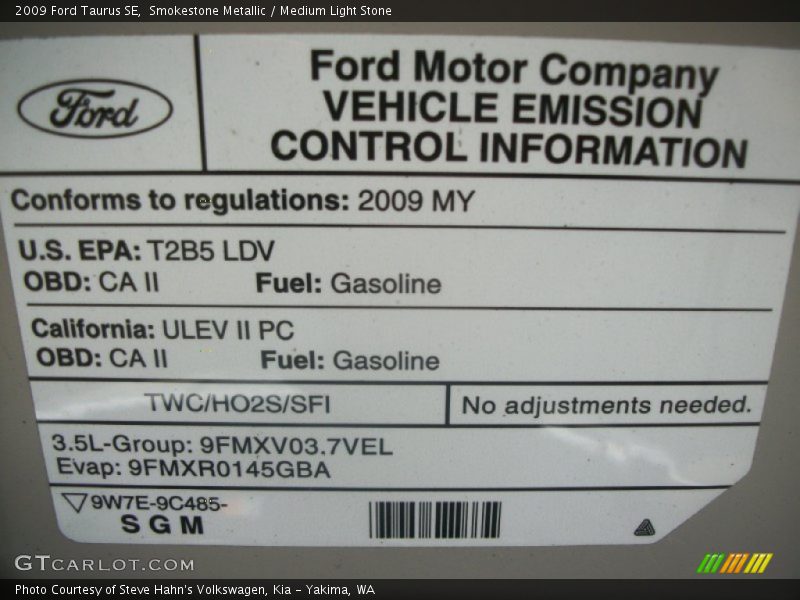 2009 Ford Taurus SE,  Smokestone Metallic / Medium Light Stone
Ford
Ford Motor Company
VEHICLE EMISSION
CONTROL INFORMATION
Conforms to regulations: 2009 MY
U.S. EPA: T2B5 LDV
OBD: CA II Fuel: Gasoline
California: ULEV II PC
OBD: CA II Fuel: Gasoline
TWC/HO2S/SFI No adjustments needed.
3.5L-Group: 9FMXV03.7VEL
Evap: 9FMXR0145GBA
9W7E-9C485-
SGM
GTCARLOT.COM
Photo Courtesy of Steve Hahn's Volkswagen, Kia – Yakima, WA